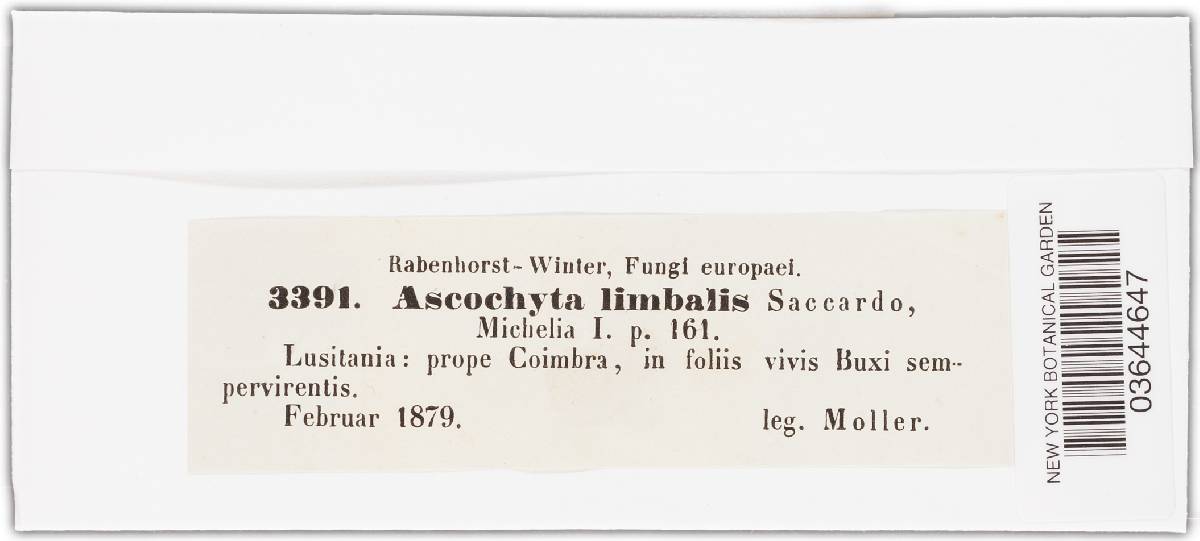 Rabenhorst-Winter, Fungi europaei.
3391. Ascochyta limbalis Saccardo,
Michelia I. p. 161.
Lusitania: prope Coimbra, in foliis vivis Buxi sem-
pervirentis.
Februar 1879. leg. Moller.
NEW YORK BOTANICAL GARDEN
03644647